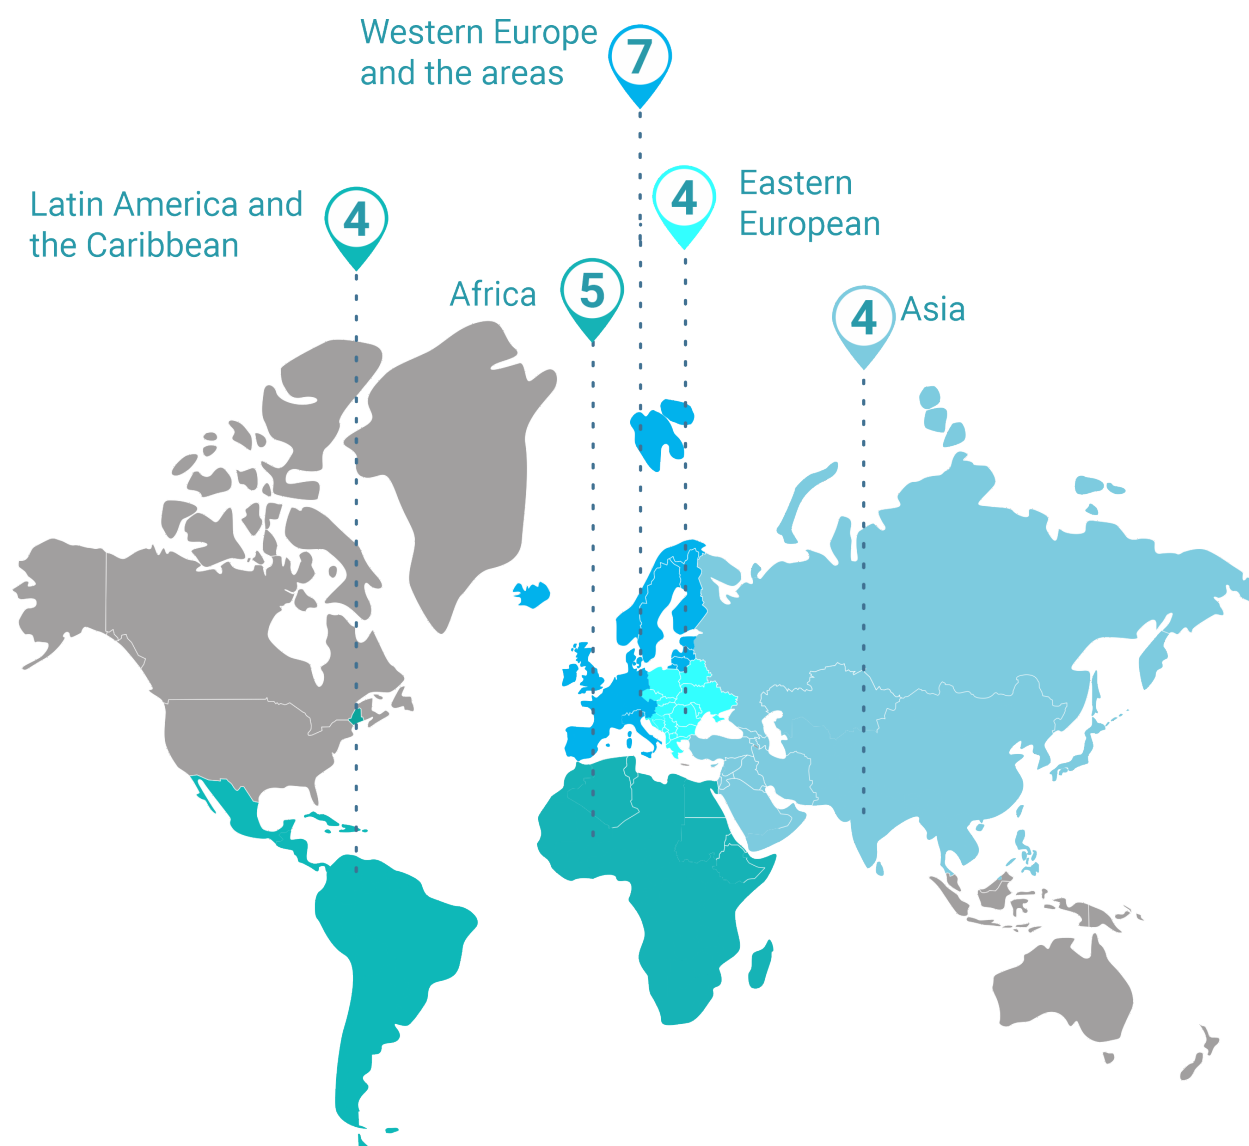 Western Europe
and the areas
7
Latin America and
the Caribbean
4
Eastern
European
4
Africa
5
Asia
4